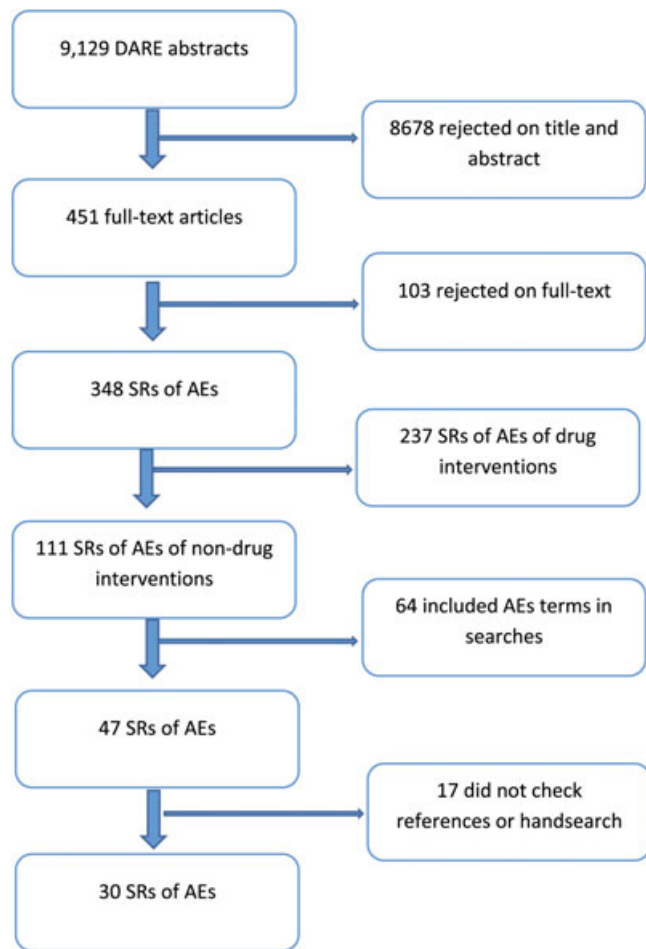 9,129 DARE abstracts
8678 rejected on title and
abstract
451 full-text articles
103 rejected on full-text
348 SRs of AEs
237 SRs of AEs of drug
interventions
111 SRs of AEs of non-drug
interventions
64 included AEs terms in
searches
47 SRs of AEs
17 did not check
references or handsearch
30 SRs of AEs